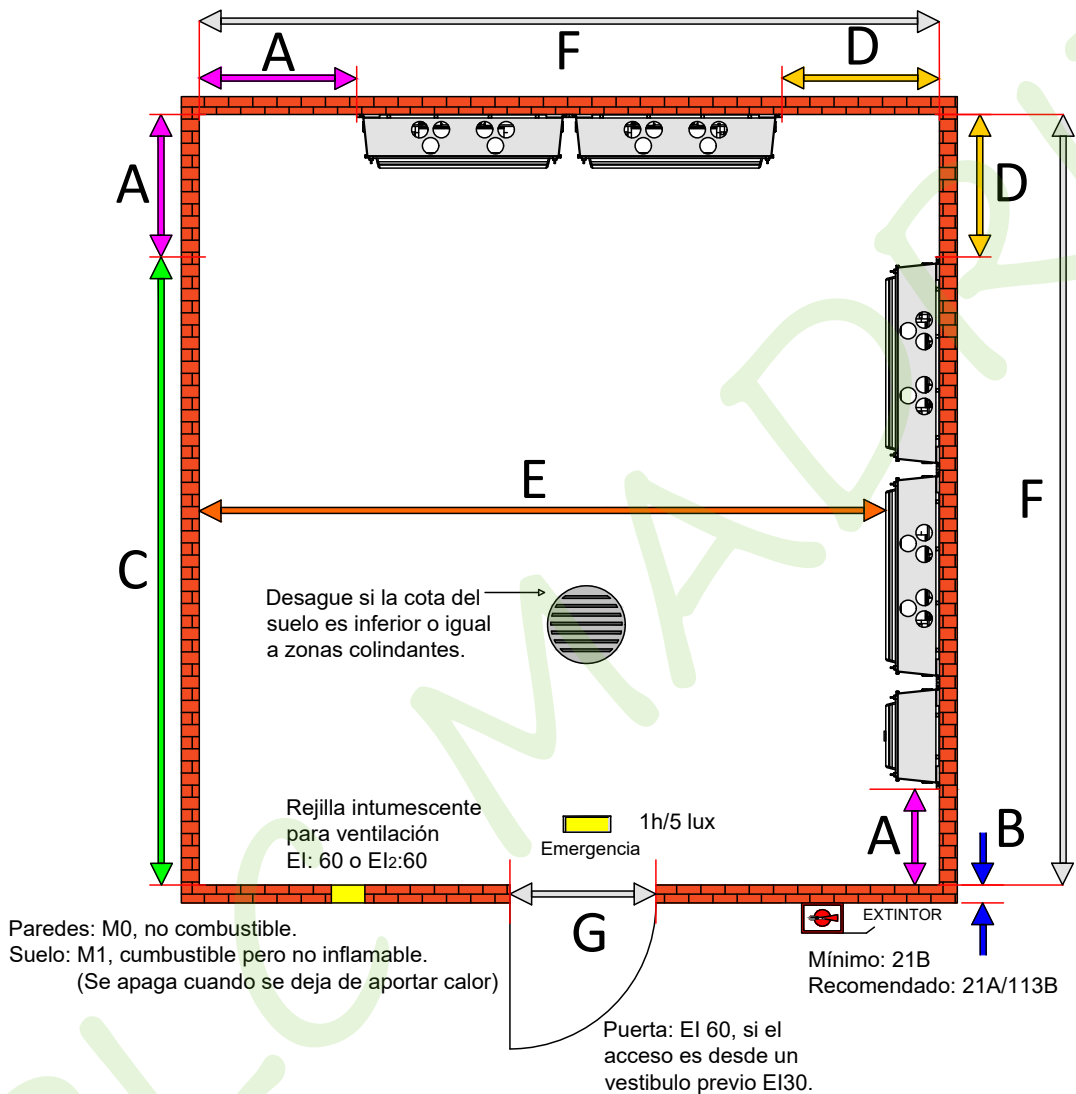 F
A
D
A
D
E
F
C
Desague si la cota del
suelo es inferior o igual
a zonas colindantes.
Rejilla intumescente
para ventilación
EI: 60 o EI2:60
1h/5 lux
Emergencia
A
B
G
EXTINTOR
Paredes: M0, no combustible.
Suelo: M1, cumbustible pero no inflamable.
(Se apaga cuando se deja de aportar calor)
Mínimo: 21B
Recomendado: 21A/113B
Puerta: EI 60, si el
acceso es desde un
vestibulo previo EI30.
PLC MADRI